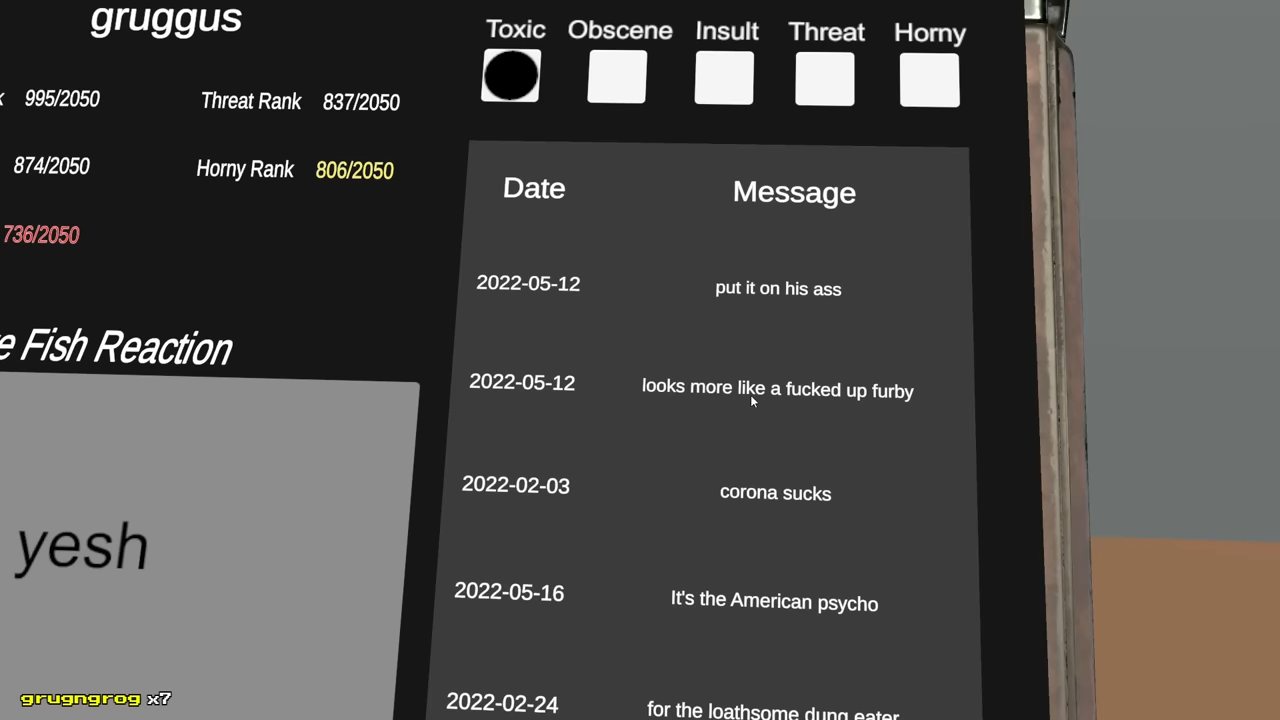 gruggus
Toxic Obscene Insult Threat Horny
995/2050 Threat Rank 837/2050
874/2050 Horny Rank 806/2050
736/2050
Date Message
2022-05-12 put it on his ass
Fish Reaction
2022-05-12 looks more like a fucked up furby
2022-02-03 corona sucks
yesh
2022-05-16 It's the American psycho
2022-02-24 for the loathsome dung eater
grugngrog x7